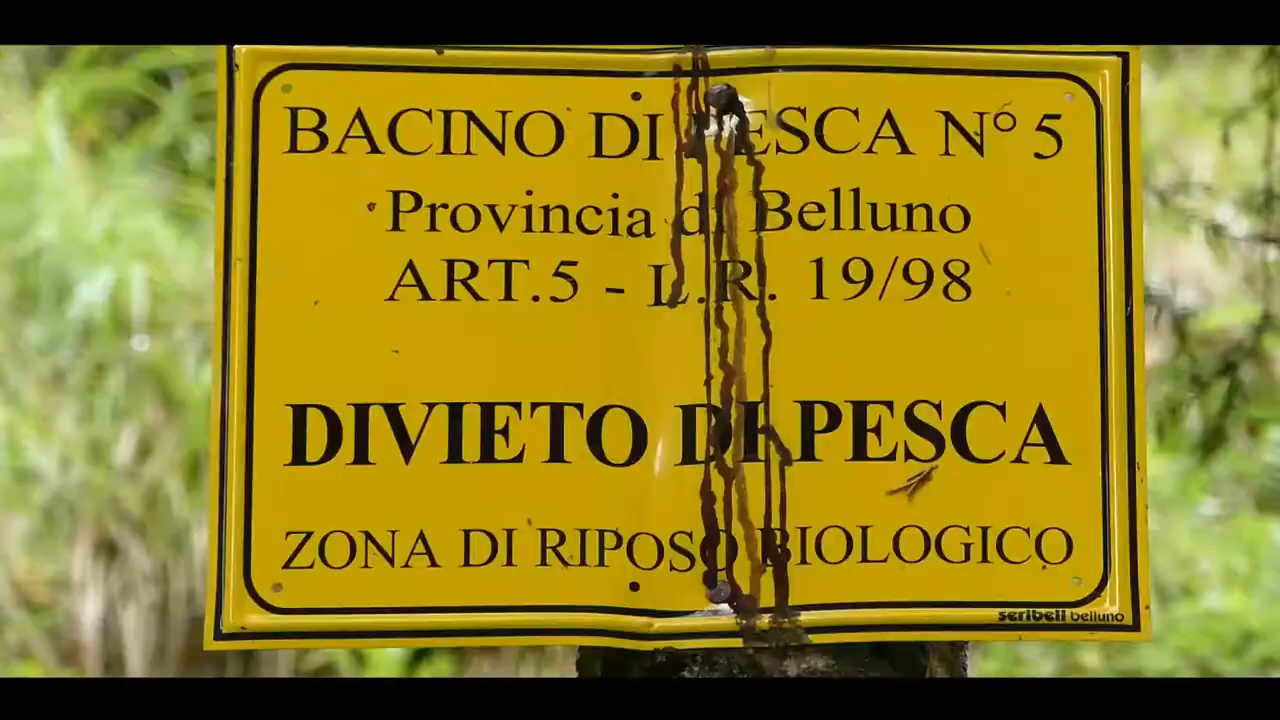 BACINO DI PESCA N° 5
Provincia di Belluno
ART.5 - L.R. 19/98
DIVIETO DI PESCA
ZONA DI RIPOSO BIOLOGICO
seribell belluno